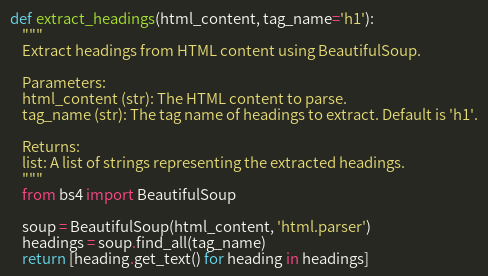 def extract_headings(html_content, tag_name='h1'):
    """
    Extract headings from HTML content using BeautifulSoup.

    Parameters:
    html_content (str): The HTML content to parse.
    tag_name (str): The tag name of headings to extract. Default is 'h1'.

    Returns:
    list: A list of strings representing the extracted headings.
    """
    from bs4 import BeautifulSoup

    soup = BeautifulSoup(html_content, 'html.parser')
    headings = soup.find_all(tag_name)
    return [heading.get_text() for heading in headings]